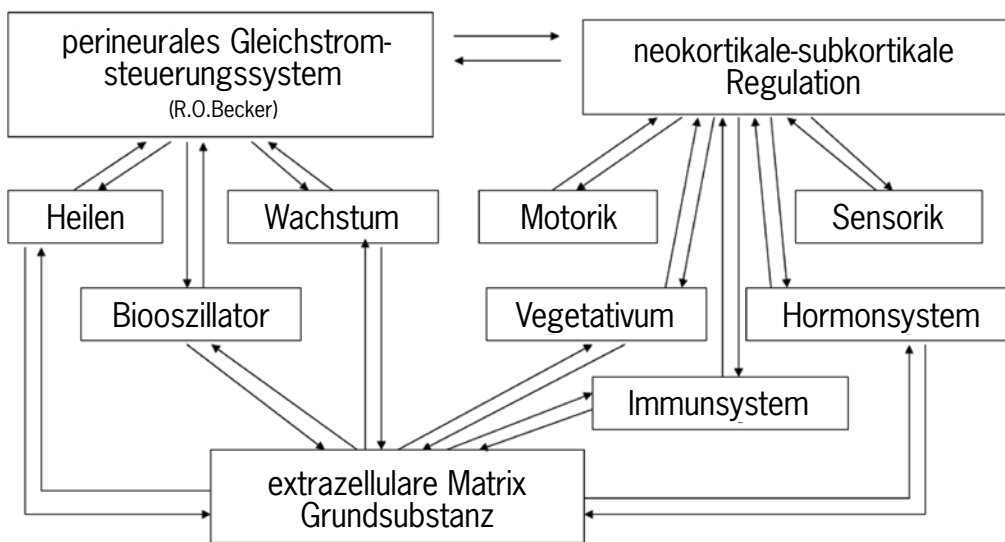 perineurales Gleichstrom-
steuerungssystem
(R.O.Becker)
neokortikale-subkortikale
Regulation
Heilen
Wachstum
Motorik
Sensorik
Biooszillator
Vegetativum
Hormonsystem
Immunsystem
extrazellulare Matrix
Grundsubstanz